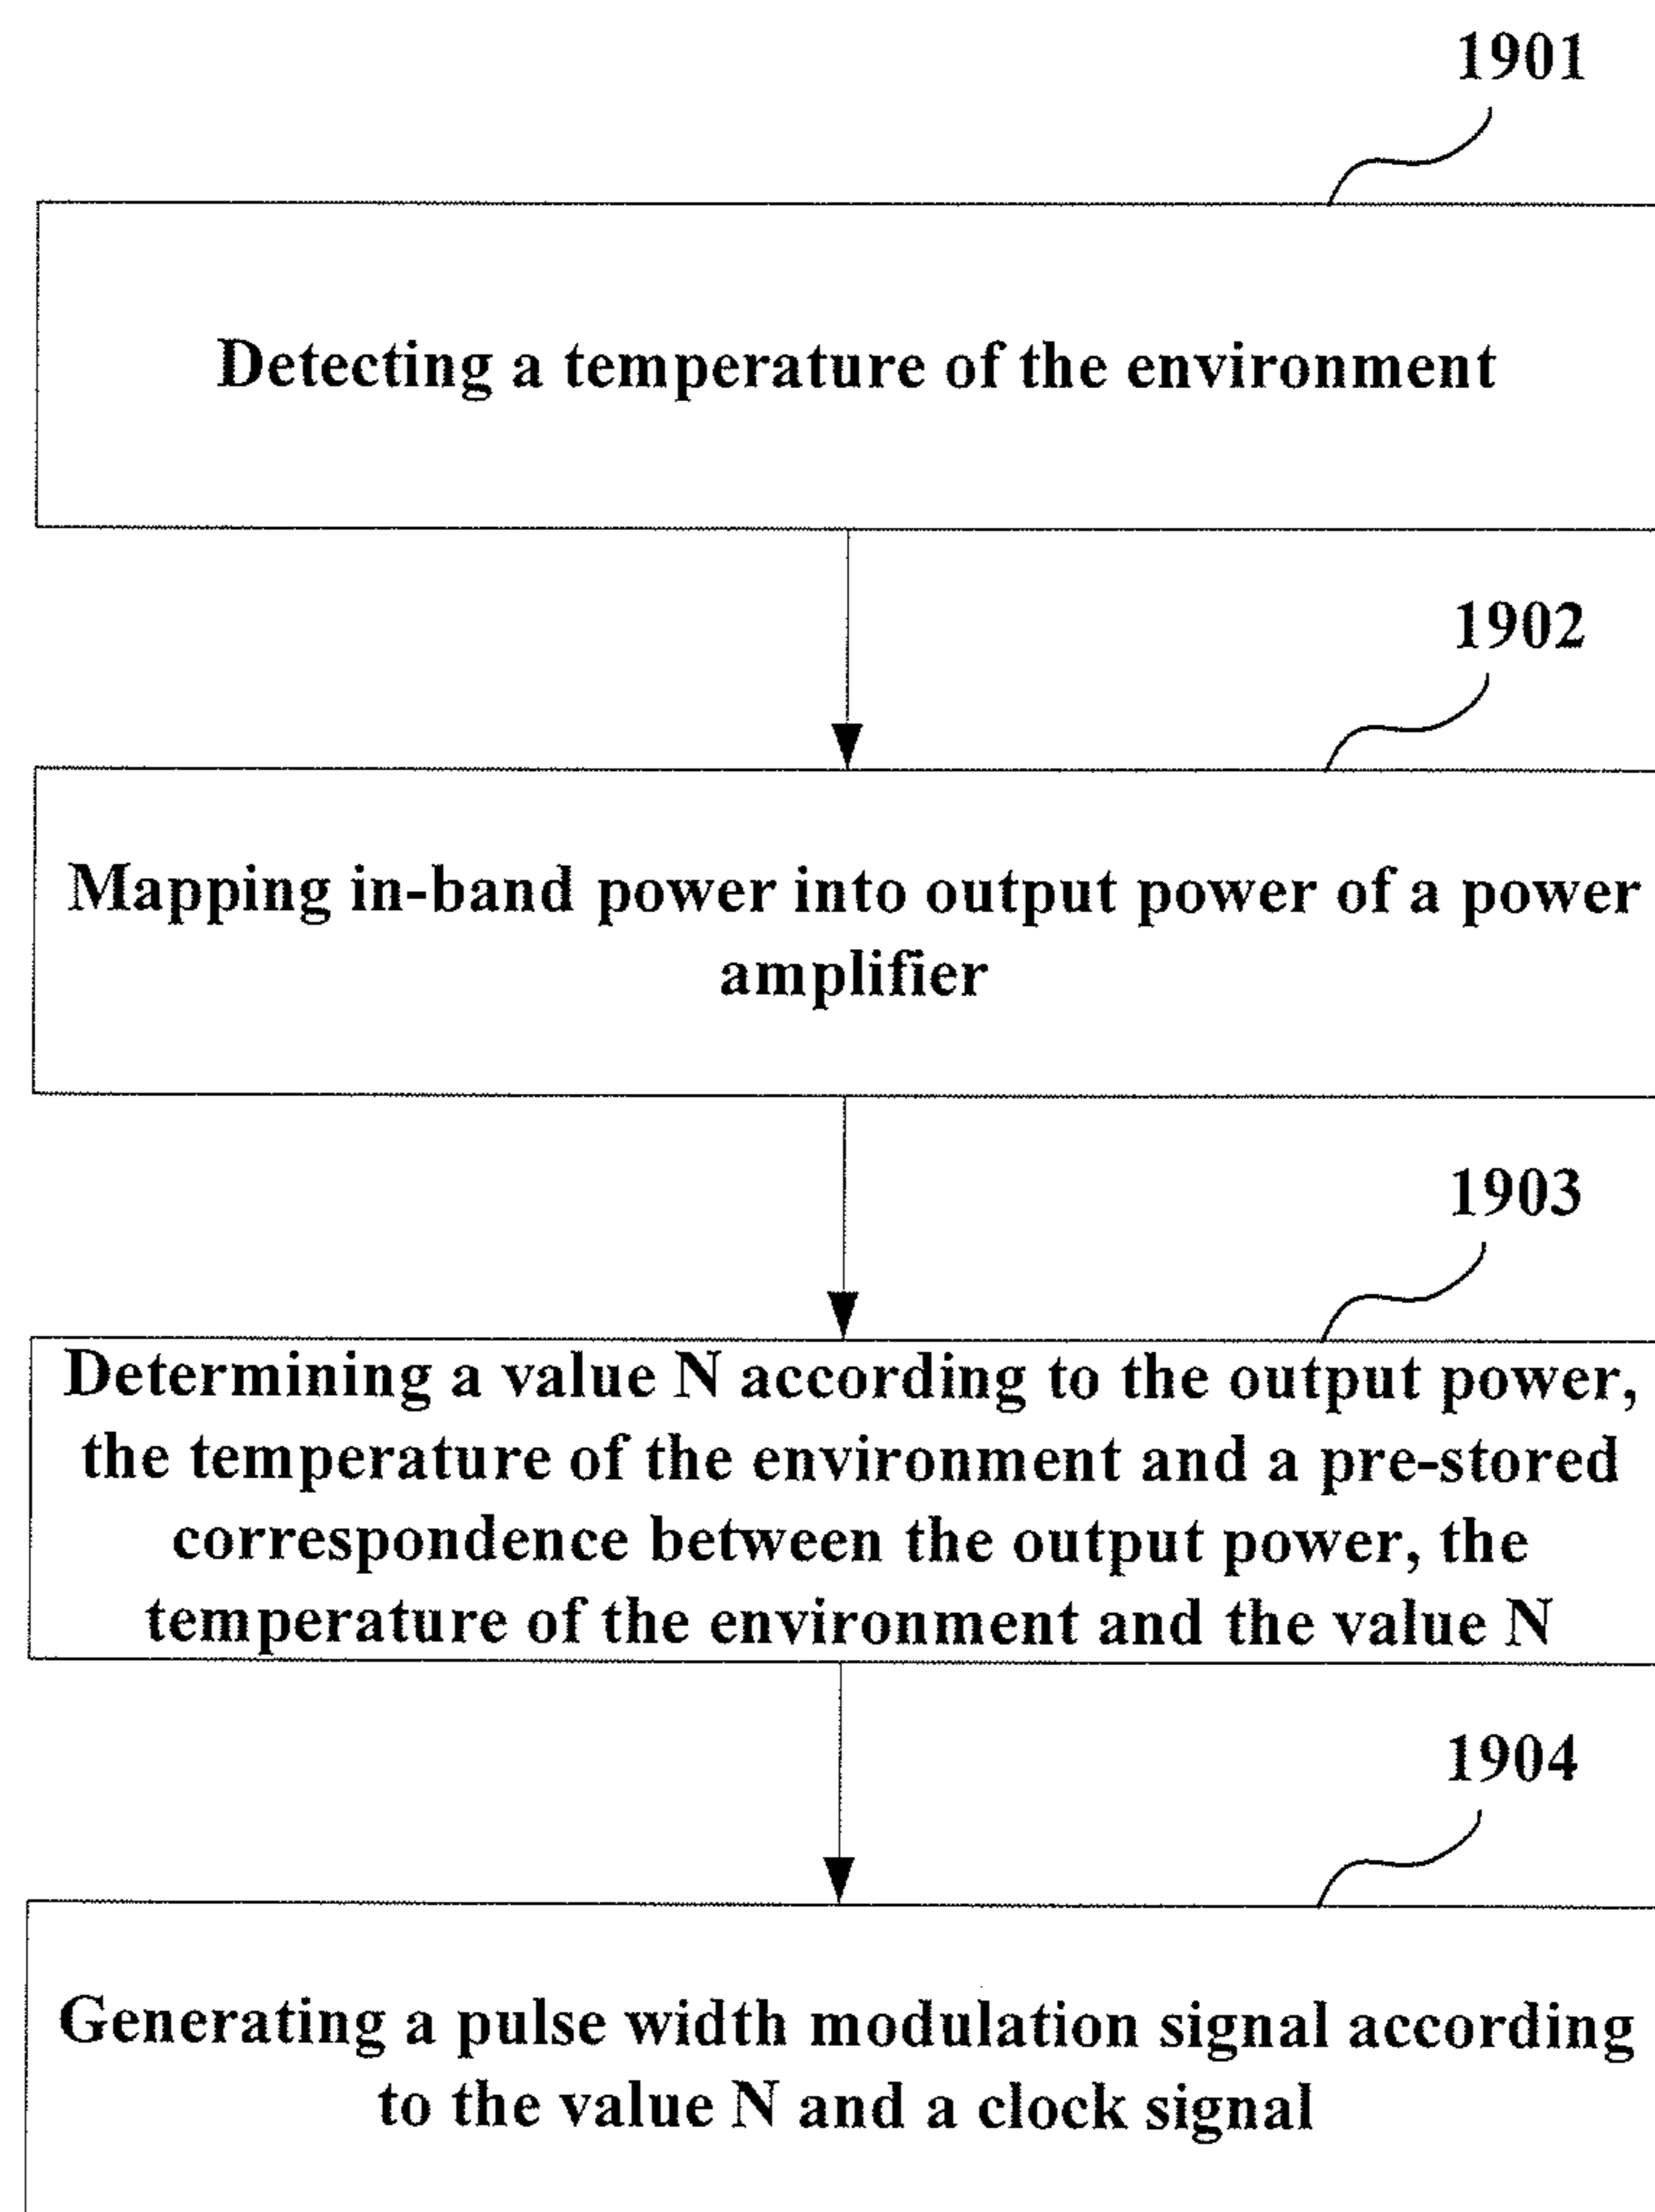 1901
Detecting a temperature of the environment
1902
Mapping in-band power into output power of a power
amplifier
1903
Determining a value N according to the output power,
the temperature of the environment and a pre-stored
correspondence between the output power, the
temperature of the environment and the value N
1904
Generating a pulse width modulation signal according
to the value N and a clock signal